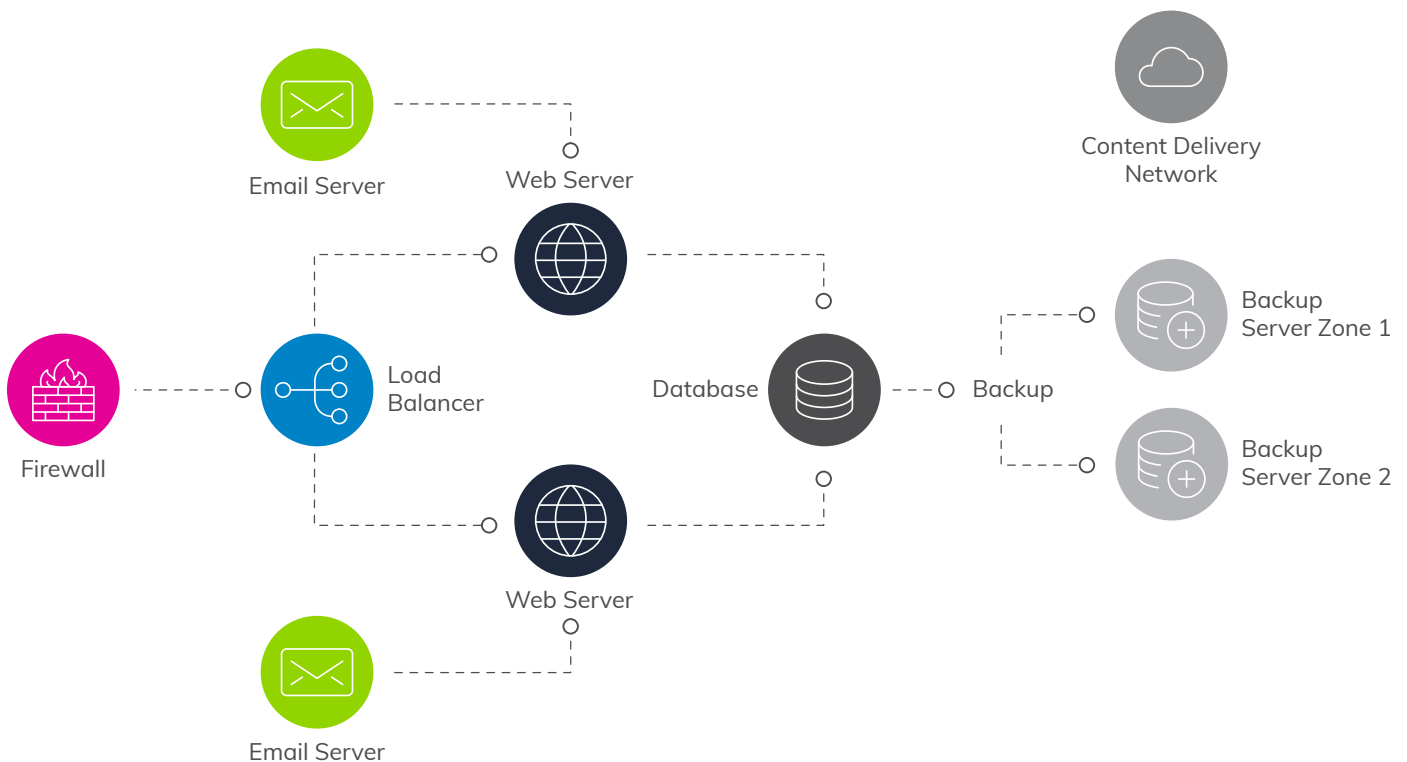 Email Server
Web Server
Content Delivery
Network
Firewall
Load
Balancer
Database
Backup
Backup
Server Zone 1
Backup
Server Zone 2
Web Server
Email Server